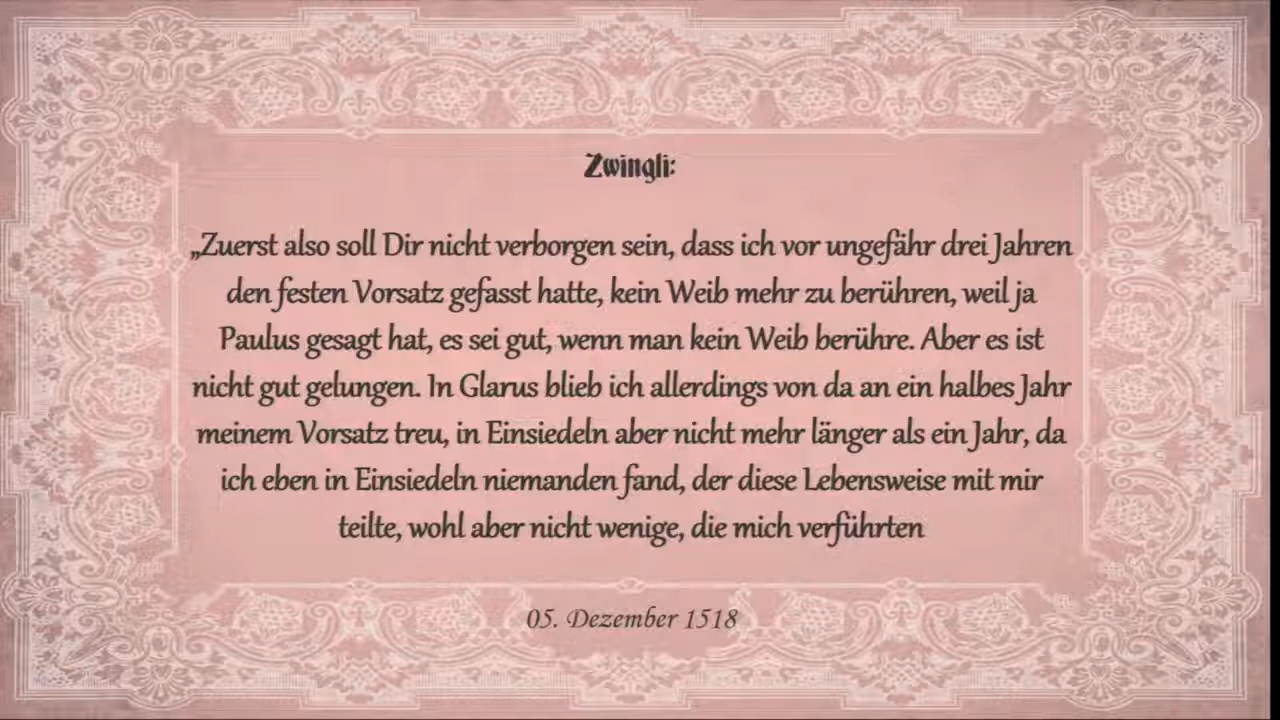 Zwingli:
„Zuerst also soll Dir nicht verborgen sein, dass ich vor ungefähr drei Jahren
den festen Vorsatz gefasst hatte, kein Weib mehr zu berühren, weil ja
Paulus gesagt hat, es sei gut, wenn man kein Weib berühre. Aber es ist
nicht gut gelungen. In Glarus blieb ich allerdings von da an ein halbes Jahr
meinem Vorsatz treu, in Einsiedeln aber nicht mehr länger als ein Jahr, da
ich eben in Einsiedeln niemanden fand, der diese Lebensweise mit mir
teilte, wohl aber nicht wenige, die mich verführten
05. Dezember 1518